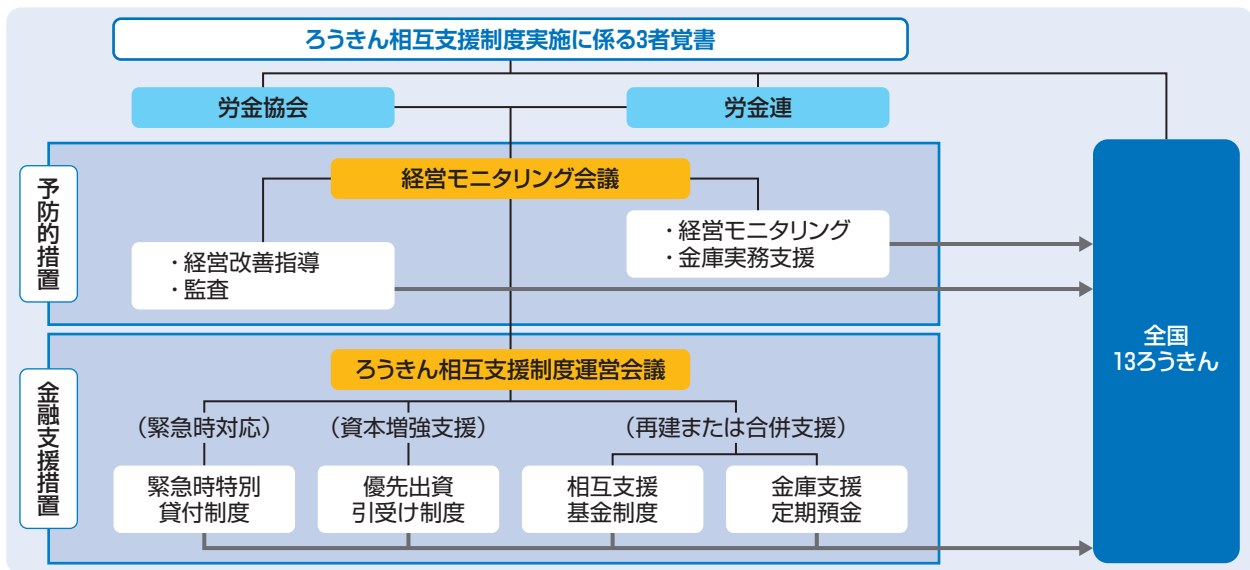 ろうきん相互支援制度実施に係る3者覚書
労金協会
労金連
予防的措置
経営モニタリング会議
・経営改善指導
・監査
・経営モニタリング
・金庫実務支援
金融支援措置
ろうきん相互支援制度運営会議
（緊急時対応）
（資本増強支援）
（再建または合併支援）
緊急時特別
貸付制度
優先出資
引受け制度
相互支援
基金制度
金庫支援
定期預金
全国
13ろうきん